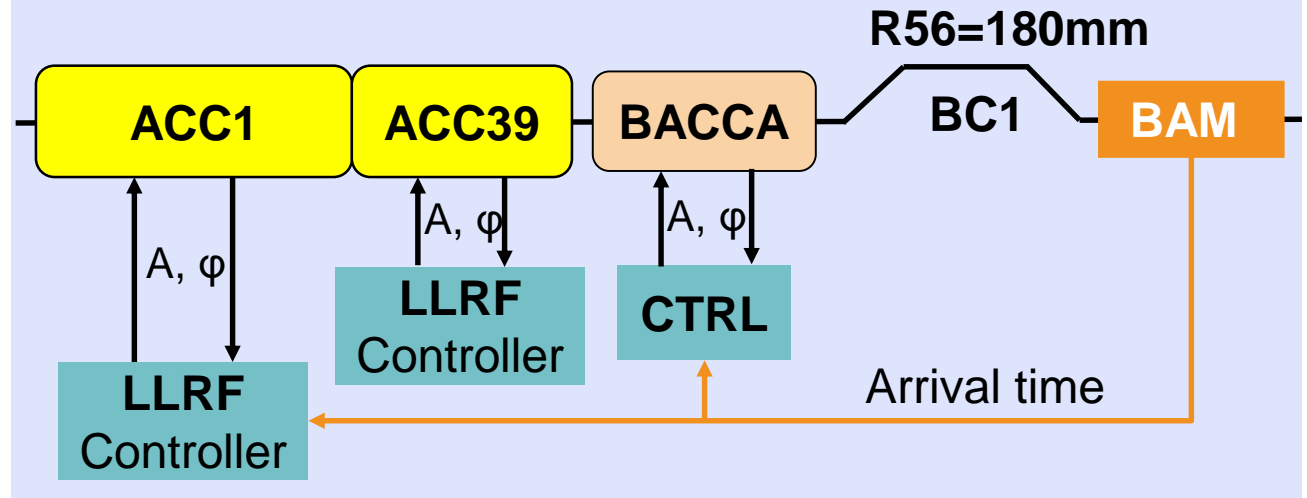 R56=180mm
ACC1
ACC39
BACCA
BC1
BAM
A, φ
A, φ
A, φ
LLRF
Controller
CTRL
LLRF
Controller
Arrival time